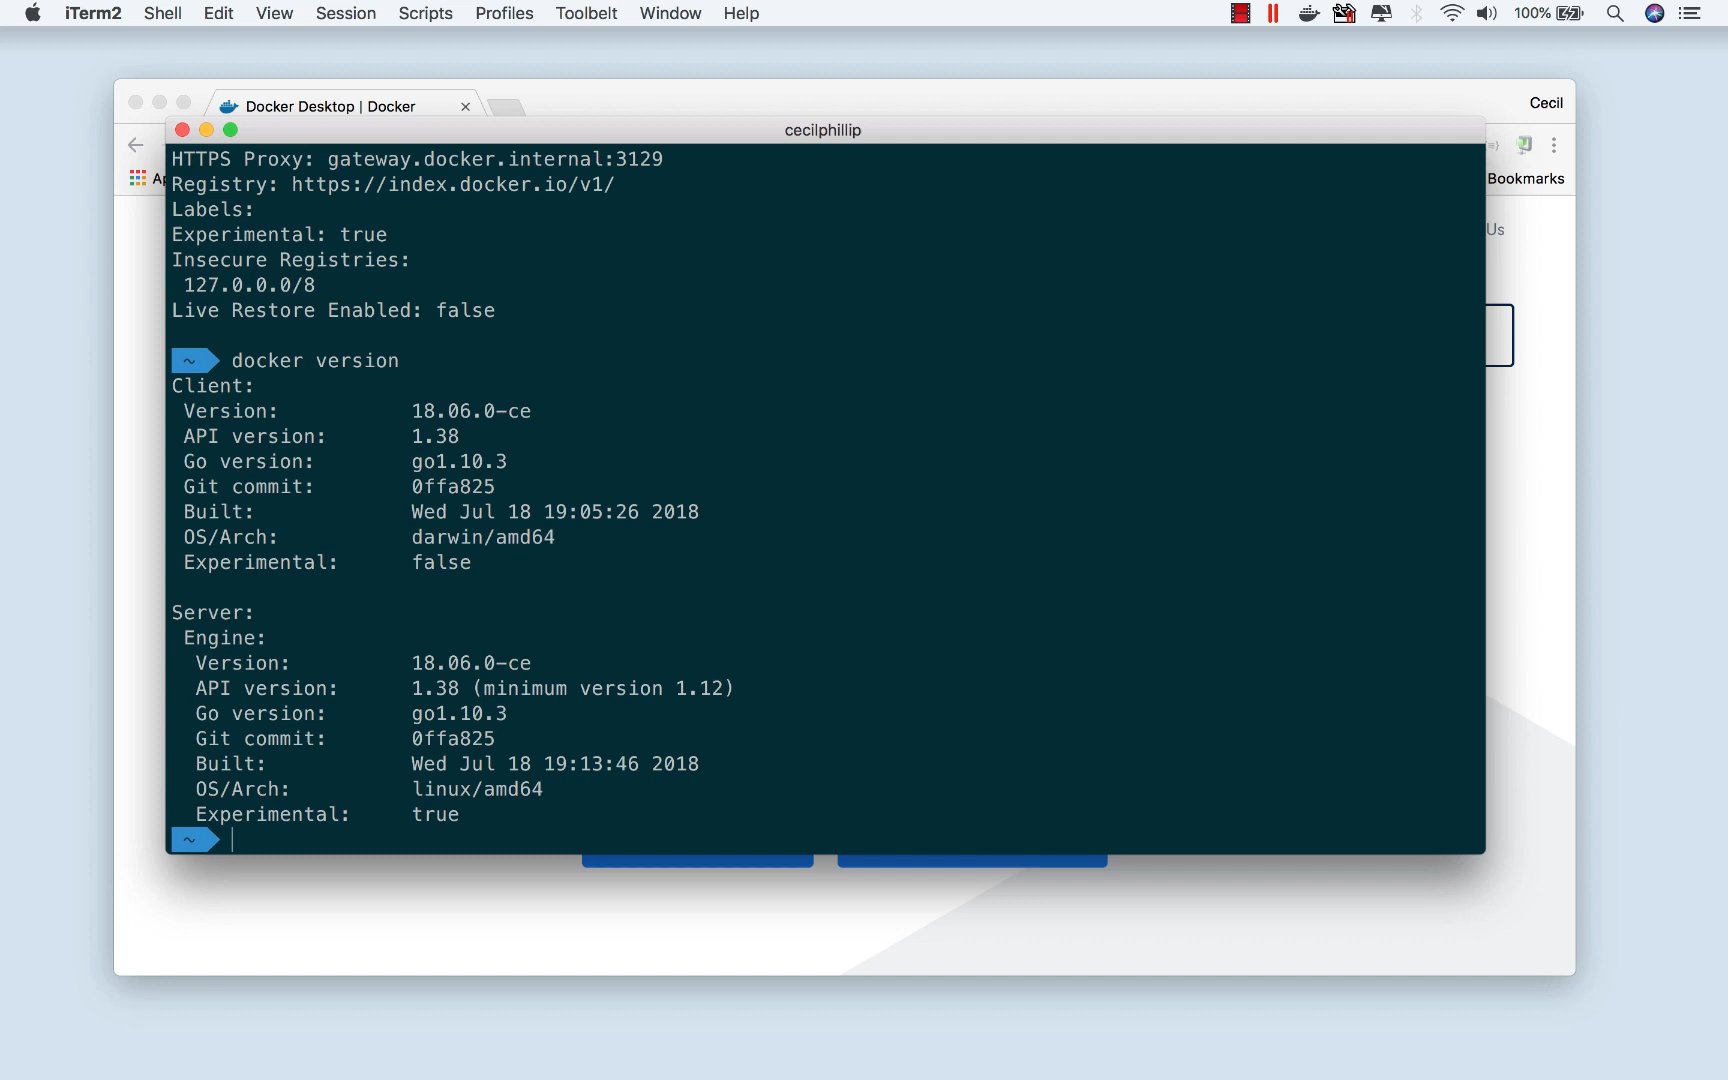 iTerm2 Shell Edit View Session Scripts Profiles Toolbelt Window Help 100%
Docker Desktop | Docker Cecil
cecilphillip
HTTPS Proxy: gateway.docker.internal:3129
Ap Registry: https://index.docker.io/v1/ Bookmarks
Labels:
Us
Experimental: true
Insecure Registries:
127.0.0.0/8
Live Restore Enabled: false
~ docker version
Client:
Version: 18.06.0-ce
API version: 1.38
Go version: go1.10.3
Git commit: 0ffa825
Built: Wed Jul 18 19:05:26 2018
OS/Arch: darwin/amd64
Experimental: false
Server:
Engine:
Version: 18.06.0-ce
API version: 1.38 (minimum version 1.12)
Go version: go1.10.3
Git commit: 0ffa825
Built: Wed Jul 18 19:13:46 2018
OS/Arch: linux/amd64
Experimental: true
~